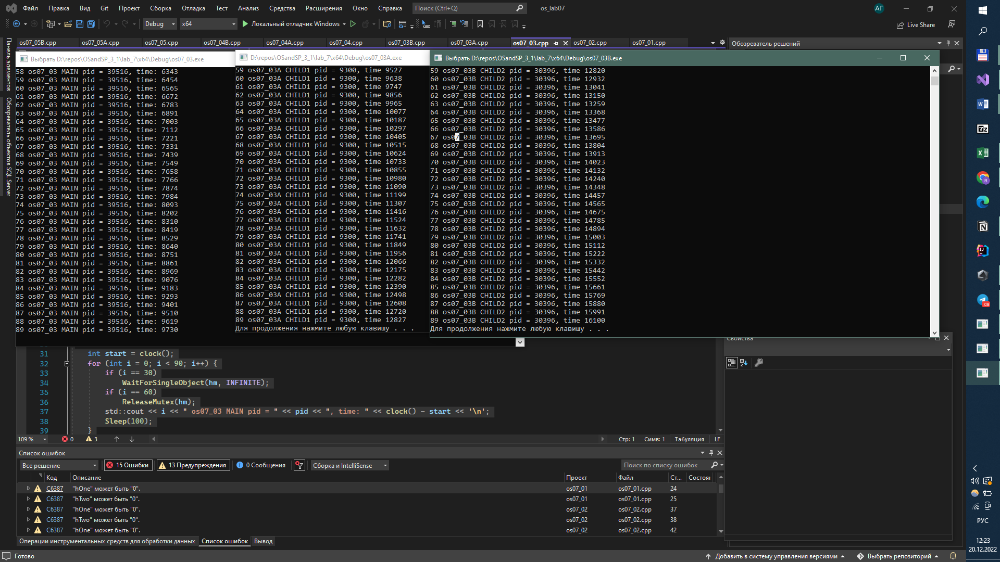 Файл Правка Вид Git Проект Сборка Отладка Тест Анализ Средства Расширения Окно Справка Поиск (Ctrl+Q) os_lab07 АГ
Debug x64 Локальный отладчик Windows Live Share
os07_05B.cpp os07_05A.cpp os07_05.cpp os07_04B.cpp os07_04A.cpp os07_04.cpp os07_03B.cpp os07_03A.cpp os07_03.cpp os07_02.cpp os07_01.cpp Обозреватель решений
Панель элементов
Обозреватель объектов SQL Server
Выбрать D:\repos\OSandSP_3_1\lab_7\x64\Debug\os07_03.exe
58 os07_03 MAIN pid = 39516, time: 6343
59 os07_03 MAIN pid = 39516, time: 6454
60 os07_03 MAIN pid = 39516, time: 6565
61 os07_03 MAIN pid = 39516, time: 6672
62 os07_03 MAIN pid = 39516, time: 6783
63 os07_03 MAIN pid = 39516, time: 6891
64 os07_03 MAIN pid = 39516, time: 7003
65 os07_03 MAIN pid = 39516, time: 7112
66 os07_03 MAIN pid = 39516, time: 7221
67 os07_03 MAIN pid = 39516, time: 7331
68 os07_03 MAIN pid = 39516, time: 7439
69 os07_03 MAIN pid = 39516, time: 7549
70 os07_03 MAIN pid = 39516, time: 7658
71 os07_03 MAIN pid = 39516, time: 7766
72 os07_03 MAIN pid = 39516, time: 7874
73 os07_03 MAIN pid = 39516, time: 7984
74 os07_03 MAIN pid = 39516, time: 8093
75 os07_03 MAIN pid = 39516, time: 8202
76 os07_03 MAIN pid = 39516, time: 8310
77 os07_03 MAIN pid = 39516, time: 8419
78 os07_03 MAIN pid = 39516, time: 8529
79 os07_03 MAIN pid = 39516, time: 8640
80 os07_03 MAIN pid = 39516, time: 8751
81 os07_03 MAIN pid = 39516, time: 8861
82 os07_03 MAIN pid = 39516, time: 8969
83 os07_03 MAIN pid = 39516, time: 9076
84 os07_03 MAIN pid = 39516, time: 9183
85 os07_03 MAIN pid = 39516, time: 9293
86 os07_03 MAIN pid = 39516, time: 9401
87 os07_03 MAIN pid = 39516, time: 9510
88 os07_03 MAIN pid = 39516, time: 9619
89 os07_03 MAIN pid = 39516, time: 9730
D:\repos\OSandSP_3_1\lab_7\x64\Debug\os07_03A.exe
59 os07_03A CHILD1 pid = 9300, time 9527
60 os07_03A CHILD1 pid = 9300, time 9638
61 os07_03A CHILD1 pid = 9300, time 9747
62 os07_03A CHILD1 pid = 9300, time 9856
63 os07_03A CHILD1 pid = 9300, time 9965
64 os07_03A CHILD1 pid = 9300, time 10077
65 os07_03A CHILD1 pid = 9300, time 10187
66 os07_03A CHILD1 pid = 9300, time 10297
67 os07_03A CHILD1 pid = 9300, time 10405
68 os07_03A CHILD1 pid = 9300, time 10515
69 os07_03A CHILD1 pid = 9300, time 10624
70 os07_03A CHILD1 pid = 9300, time 10733
71 os07_03A CHILD1 pid = 9300, time 10855
72 os07_03A CHILD1 pid = 9300, time 10980
73 os07_03A CHILD1 pid = 9300, time 11090
74 os07_03A CHILD1 pid = 9300, time 11199
75 os07_03A CHILD1 pid = 9300, time 11307
76 os07_03A CHILD1 pid = 9300, time 11416
77 os07_03A CHILD1 pid = 9300, time 11524
78 os07_03A CHILD1 pid = 9300, time 11632
79 os07_03A CHILD1 pid = 9300, time 11741
80 os07_03A CHILD1 pid = 9300, time 11849
81 os07_03A CHILD1 pid = 9300, time 11956
82 os07_03A CHILD1 pid = 9300, time 12066
83 os07_03A CHILD1 pid = 9300, time 12175
84 os07_03A CHILD1 pid = 9300, time 12282
85 os07_03A CHILD1 pid = 9300, time 12390
86 os07_03A CHILD1 pid = 9300, time 12498
87 os07_03A CHILD1 pid = 9300, time 12608
88 os07_03A CHILD1 pid = 9300, time 12720
89 os07_03A CHILD1 pid = 9300, time 12827
Для продолжения нажмите любую клавишу . . .
Выбрать D:\repos\OSandSP_3_1\lab_7\x64\Debug\os07_03B.exe
59 os07_03B CHILD2 pid = 30396, time 12820
60 os07_03B CHILD2 pid = 30396, time 12932
61 os07_03B CHILD2 pid = 30396, time 13041
62 os07_03B CHILD2 pid = 30396, time 13150
63 os07_03B CHILD2 pid = 30396, time 13259
64 os07_03B CHILD2 pid = 30396, time 13368
65 os07_03B CHILD2 pid = 30396, time 13477
66 os07_03B CHILD2 pid = 30396, time 13586
67 os07_03B CHILD2 pid = 30396, time 13695
68 os07_03B CHILD2 pid = 30396, time 13804
69 os07_03B CHILD2 pid = 30396, time 13913
70 os07_03B CHILD2 pid = 30396, time 14023
71 os07_03B CHILD2 pid = 30396, time 14132
72 os07_03B CHILD2 pid = 30396, time 14240
73 os07_03B CHILD2 pid = 30396, time 14348
74 os07_03B CHILD2 pid = 30396, time 14457
75 os07_03B CHILD2 pid = 30396, time 14565
76 os07_03B CHILD2 pid = 30396, time 14675
77 os07_03B CHILD2 pid = 30396, time 14785
78 os07_03B CHILD2 pid = 30396, time 14894
79 os07_03B CHILD2 pid = 30396, time 15003
80 os07_03B CHILD2 pid = 30396, time 15112
81 os07_03B CHILD2 pid = 30396, time 15222
82 os07_03B CHILD2 pid = 30396, time 15332
83 os07_03B CHILD2 pid = 30396, time 15442
84 os07_03B CHILD2 pid = 30396, time 15552
85 os07_03B CHILD2 pid = 30396, time 15661
86 os07_03B CHILD2 pid = 30396, time 15769
87 os07_03B CHILD2 pid = 30396, time 15880
88 os07_03B CHILD2 pid = 30396, time 15991
89 os07_03B CHILD2 pid = 30396, time 16100
Для продолжения нажмите любую клавишу . . .
31 int start = clock();
32 for (int i = 0; i < 90; i++) {
33 if (i == 30)
34 WaitForSingleObject(hm, INFINITE);
35 if (i == 60)
36 ReleaseMutex(hm);
37 std::cout << i << " os07_03 MAIN pid = " << pid << ", time: " << clock() - start << '\n';
38 Sleep(100);
39 }
109 % 0 3 Стр: 1 Симв: 1 Табуляция LF
Свойства
Список ошибок
Все решение 15 Ошибки 13 Предупреждения 0 Сообщения Сборка и IntelliSense Поиск по списку ошибок
Код Описание Проект Файл Ст... Состоян
C6387 "hOne" может быть "0". os07_01 os07_01.cpp 24
C6387 "hTwo" может быть "0". os07_01 os07_01.cpp 25
C6387 "hOne" может быть "0". os07_02 os07_02.cpp 37
C6387 "hTwo" может быть "0". os07_02 os07_02.cpp 38
C6387 "hOne" может быть "0". os07_02 os07_02.cpp 42
Операции инструментальных средств для обработки данных Список ошибок Вывод
Готово Добавить в систему управления версиями Выбрать репозиторий
РУС
12:23
20.12.2022